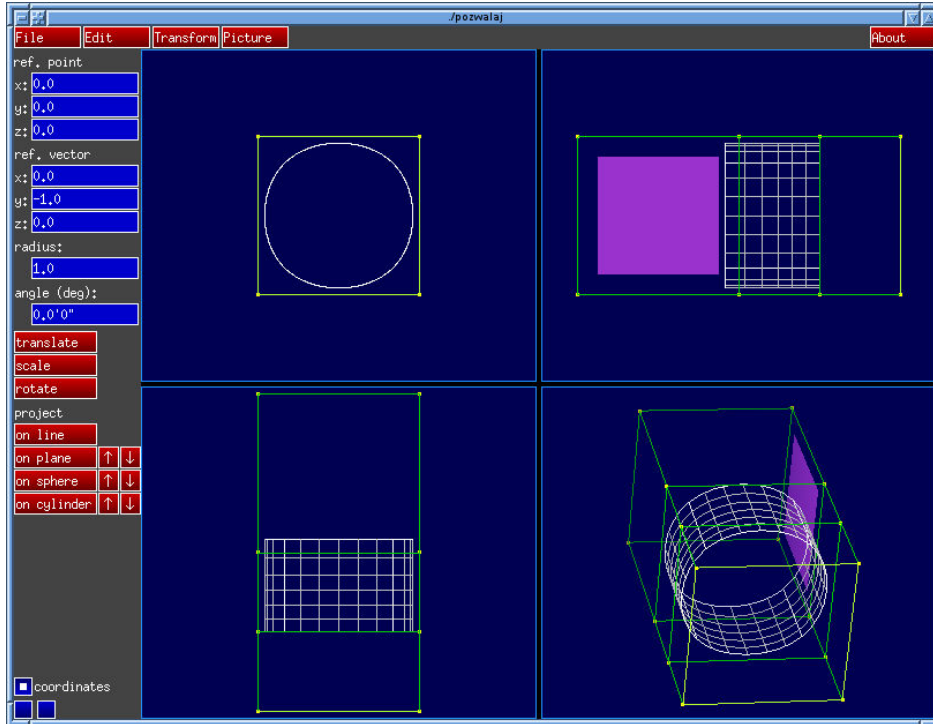 ./pozwalaj
File Edit Transform Picture About
ref. point
x: 0.0
y: 0.0
z: 0.0
ref. vector
x: 0.0
y: -1.0
z: 0.0
radius:
1.0
angle (deg):
0.0'0"
translate
scale
rotate
project
on line
on plane ↑ ↓
on sphere ↑ ↓
on cylinder ↑ ↓
coordinates